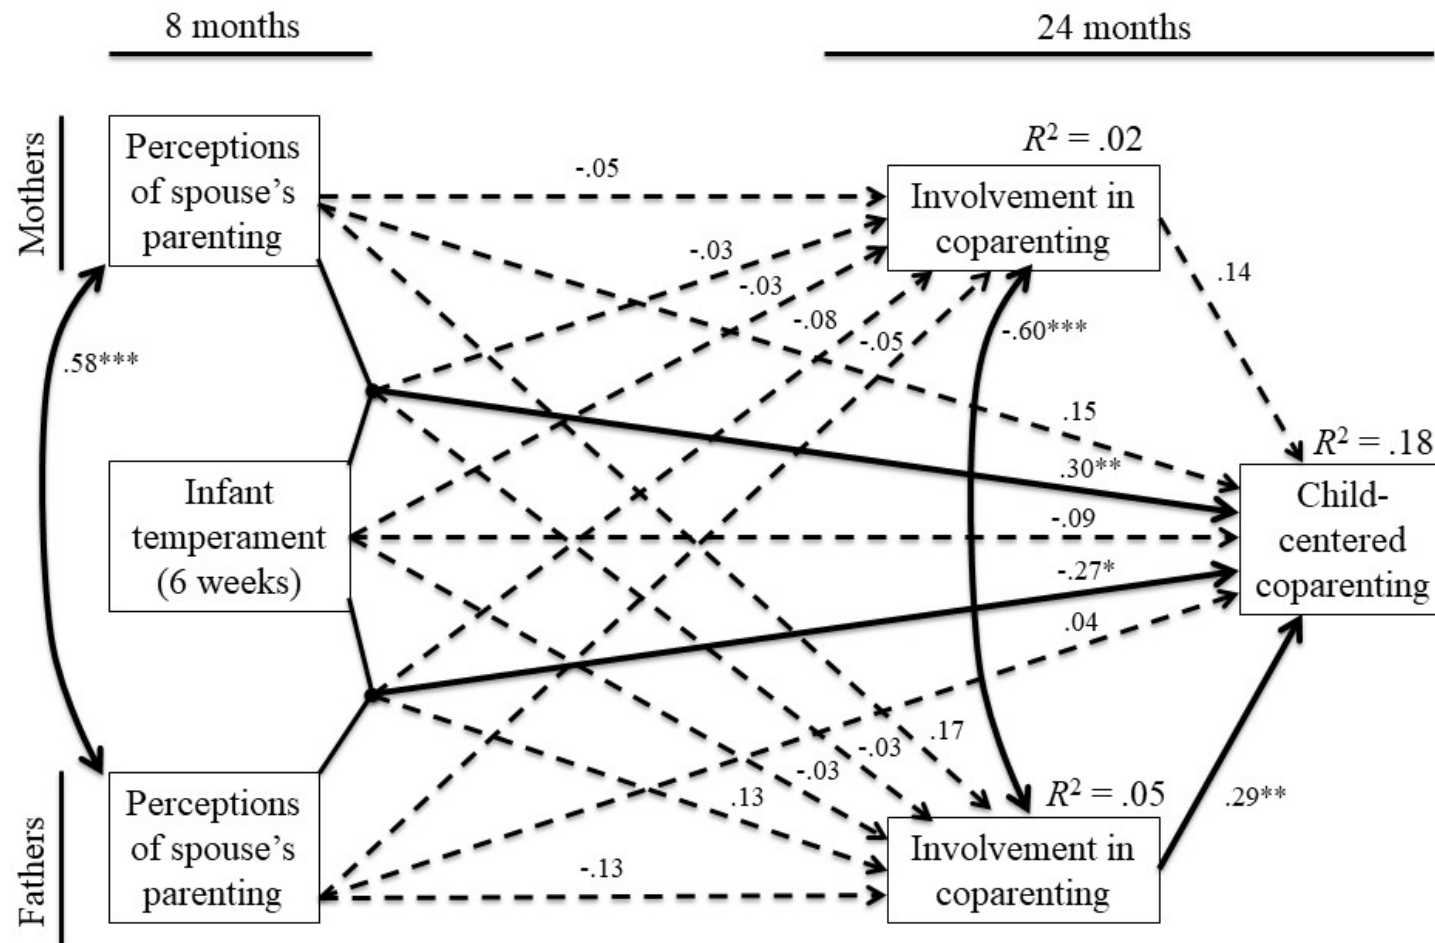 8 months
24 months
Mothers
Perceptions
of spouse's
parenting
R² = .02
Involvement in
coparenting
-.05
-.03
-.03
-.08
-.05
-.60***
.14
.58***
.15
R² = .18
.30**
Infant
temperament
(6 weeks)
-.09
Child-
centered
coparenting
-.27*
.04
.17
-.03
-.03
.13
R² = .05
.29**
Fathers
Perceptions
of spouse's
parenting
-.13
Involvement in
coparenting